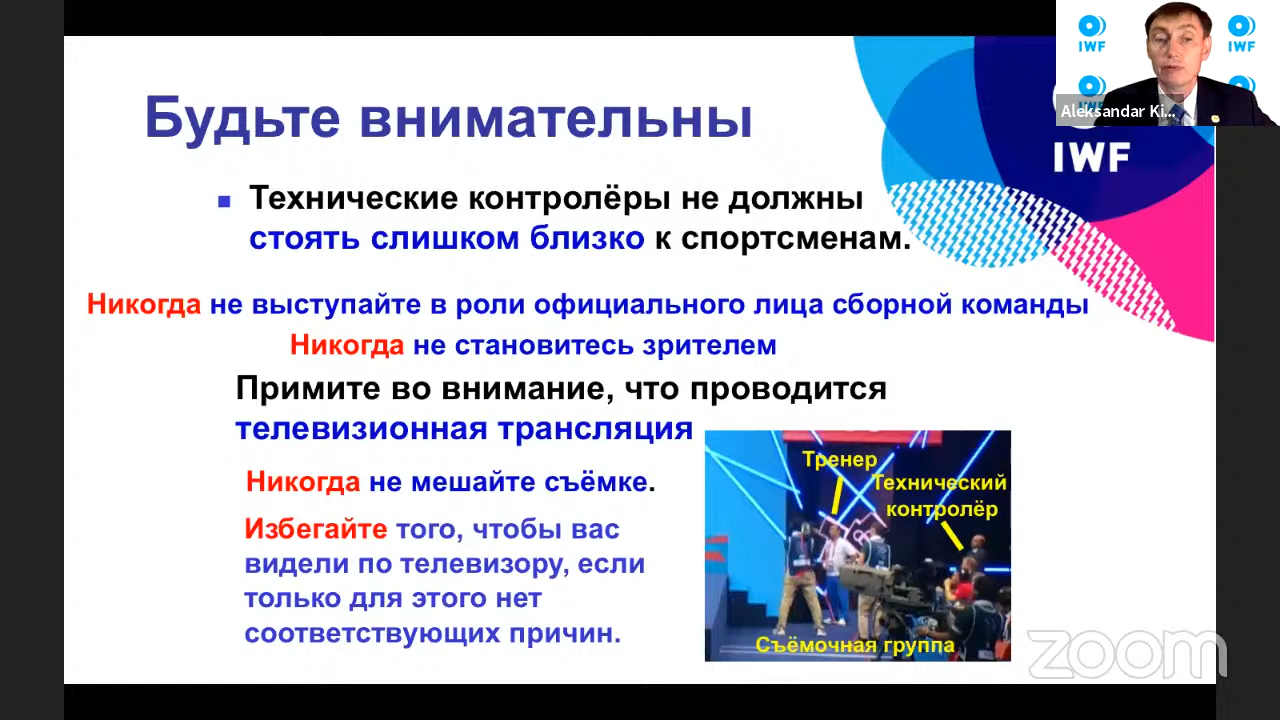 IWF
IWF
Aleksandar Ki...
IWF
Будьте внимательны
Технические контролёры не должны
стоять слишком близко к спортсменам.
Никогда не выступайте в роли официального лица сборной команды
Никогда не становитесь зрителем
Примите во внимание, что проводится
телевизионная трансляция
Никогда не мешайте съёмке.
Избегайте того, чтобы вас
видели по телевизору, если
только для этого нет
соответствующих причин.
Тренер
Технический
контролёр
Съёмочная группа
zoom